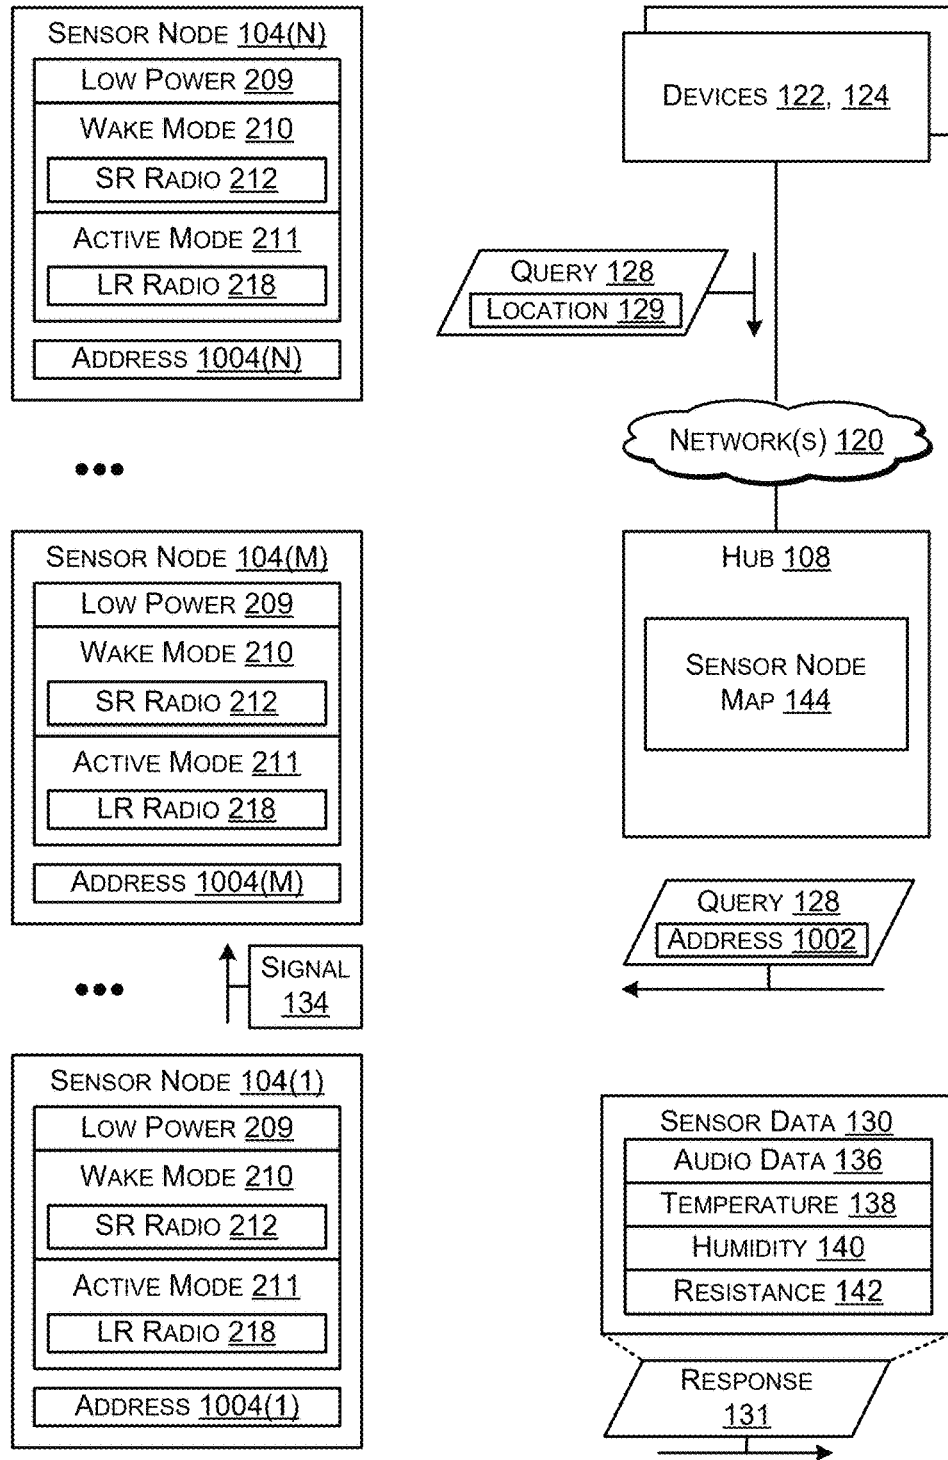 SENSOR NODE 104(N)
LOW POWER 209
WAKE MODE 210
SR RADIO 212
ACTIVE MODE 211
LR RADIO 218
ADDRESS 1004(N)
•••
SENSOR NODE 104(M)
LOW POWER 209
WAKE MODE 210
SR RADIO 212
ACTIVE MODE 211
LR RADIO 218
ADDRESS 1004(M)
•••
SIGNAL
134
SENSOR NODE 104(1)
LOW POWER 209
WAKE MODE 210
SR RADIO 212
ACTIVE MODE 211
LR RADIO 218
ADDRESS 1004(1)
DEVICES 122, 124
QUERY 128
LOCATION 129
NETWORK(S) 120
HUB 108
SENSOR NODE
MAP 144
QUERY 128
ADDRESS 1002
SENSOR DATA 130
AUDIO DATA 136
TEMPERATURE 138
HUMIDITY 140
RESISTANCE 142
RESPONSE
131